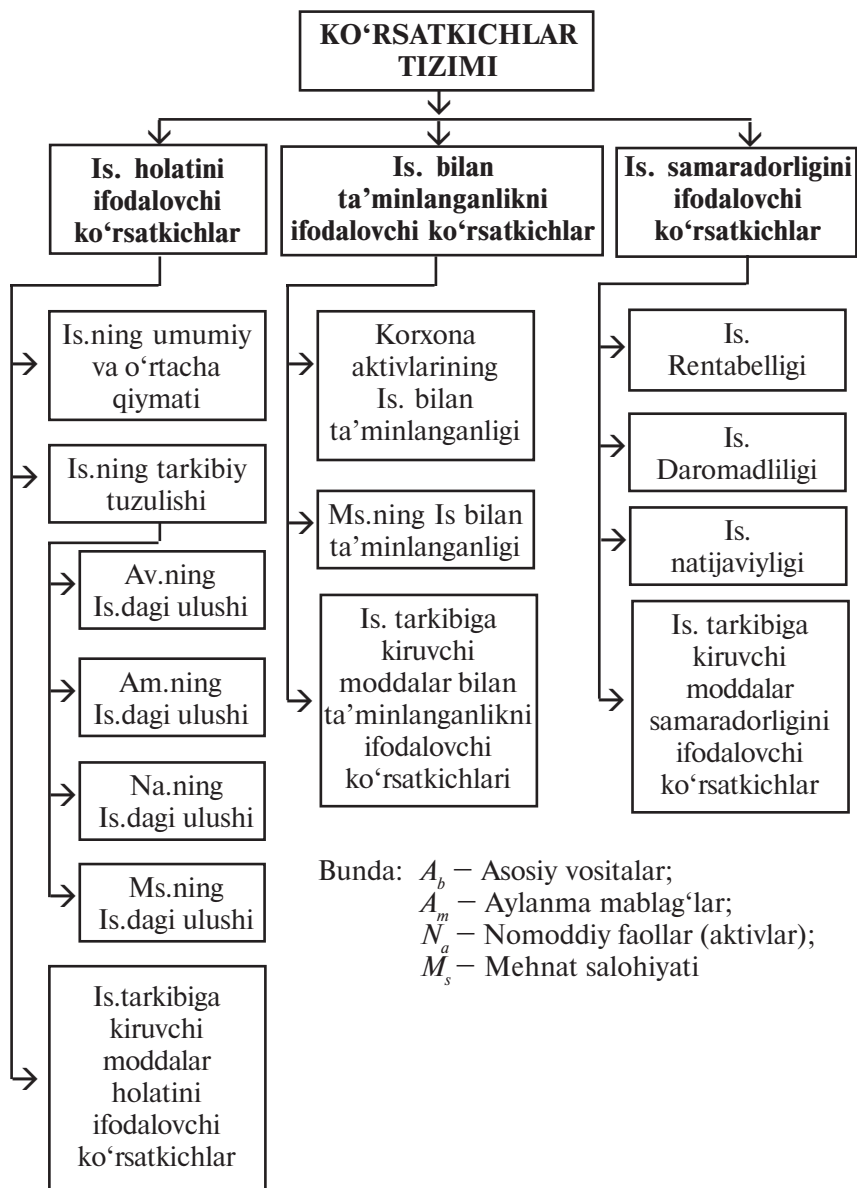 KO‘RSATKICHLAR
TIZIMI
Is. holatini
ifodalovchi
ko‘rsatkichlar
Is. bilan
ta’minlanganlikni
ifodalovchi ko‘rsatkichlar
Is. samaradorligini
ifodalovchi
ko‘rsatkichlar
Is.ning umumiy
va o‘rtacha
qiymati
Is.ning tarkibiy
tuzulishi
Av.ning
Is.dagi ulushi
Am.ning
Is.dagi ulushi
Na.ning
Is.dagi ulushi
Ms.ning
Is.dagi ulushi
Is.tarkibiga
kiruvchi
moddalar
holatini
ifodalovchi
ko‘rsatkichlar
Korxona
aktivlarining
Is. bilan
ta’minlanganligi
Ms.ning Is bilan
ta’minlanganligi
Is. tarkibiga
kiruvchi
moddalar bilan
ta’minlanganlikni
ifodalovchi
ko‘rsatkichlari
Is.
Rentabelligi
Is.
Daromadliligi
Is.
natijaviyligi
Is. tarkibiga
kiruvchi
moddalar
samaradorligini
ifodalovchi
ko‘rsatkichlar
Bunda: A_b – Asosiy vositalar;
A_m – Aylanma mablag‘lar;
N_a – Nomoddiy faollar (aktivlar);
M_s – Mehnat salohiyati